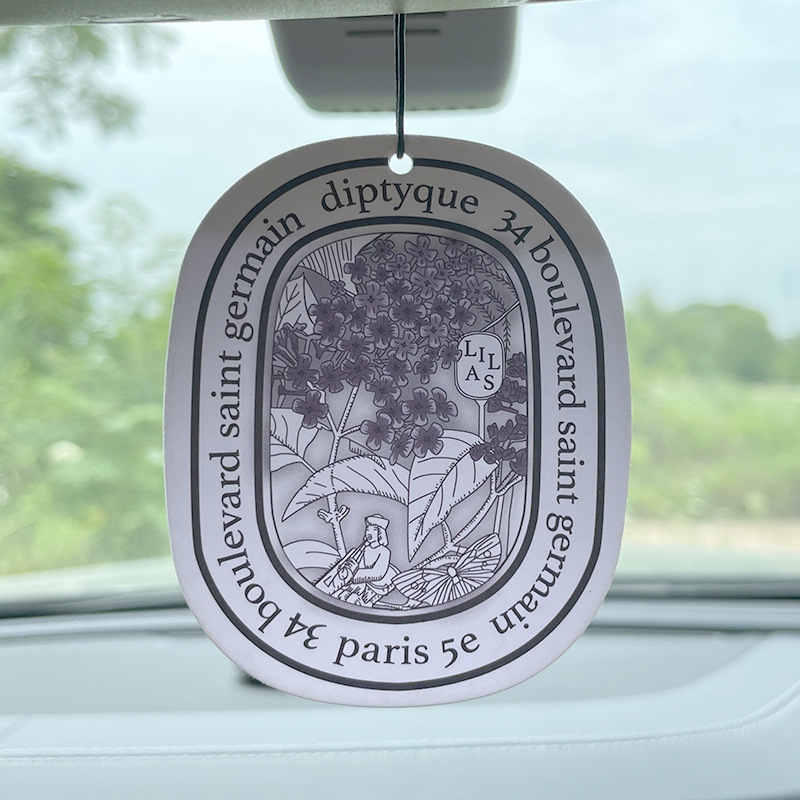 diptyque
34 boulevard saint germain
paris 5e
34 boulevard saint germain
LIL
AS